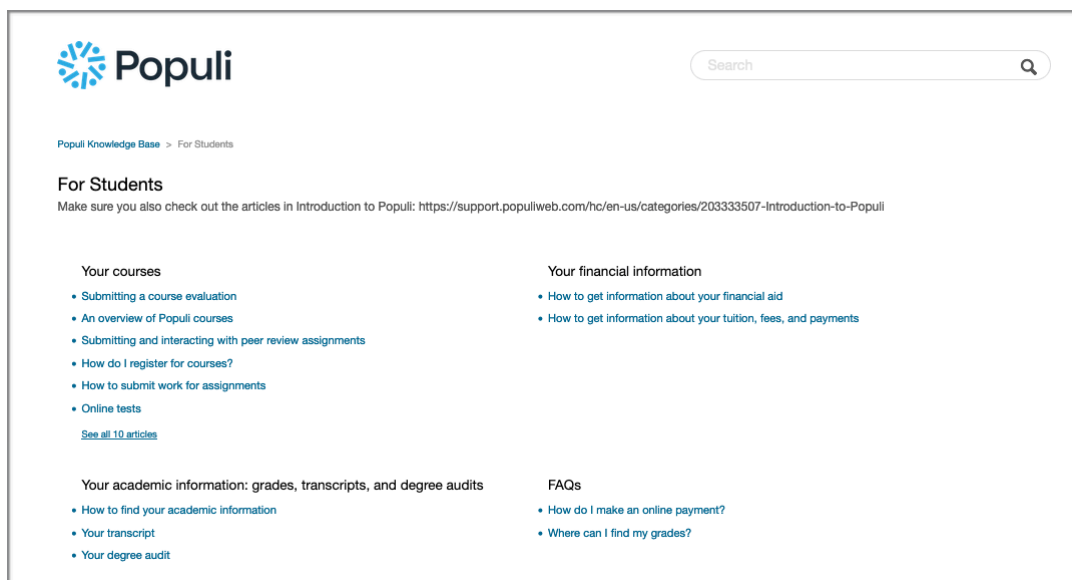 Populi
Search
Populi Knowledge Base > For Students
For Students
Make sure you also check out the articles in Introduction to Populi: https://support.populiweb.com/hc/en-us/categories/203333507-Introduction-to-Populi
Your courses
• Submitting a course evaluation
• An overview of Populi courses
• Submitting and interacting with peer review assignments
• How do I register for courses?
• How to submit work for assignments
• Online tests
See all 10 articles
Your financial information
• How to get information about your financial aid
• How to get information about your tuition, fees, and payments
Your academic information: grades, transcripts, and degree audits
• How to find your academic information
• Your transcript
• Your degree audit
FAQs
• How do I make an online payment?
• Where can I find my grades?